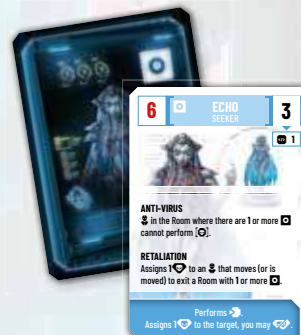 6 ECHO 3
SEEKER
1
ANTI-VIRUS
in the Room where there are 1 or more
cannot perform [ ].
RETALIATION
Assigns 1 to an that moves (or is
moved) to exit a Room with 1 or more .
Performs .
Assigns 1 to the target, you may .